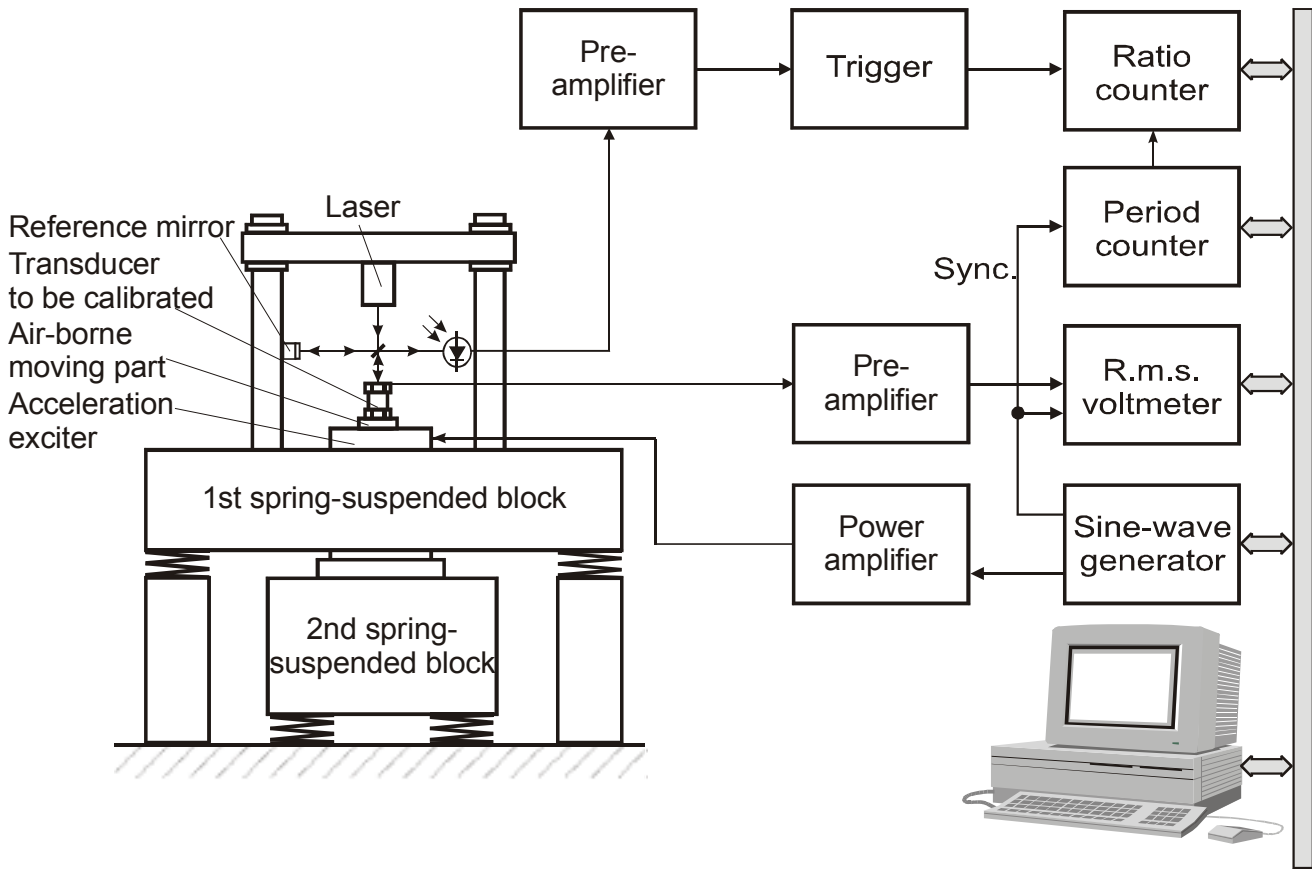 Pre-
amplifier
Trigger
Ratio
counter
Period
counter
Laser
Reference mirror
Transducer
to be calibrated
Air-borne
moving part
Acceleration
exciter
Sync.
Pre-
amplifier
R.m.s.
voltmeter
1st spring-suspended block
Power
amplifier
Sine-wave
generator
2nd spring-
suspended block